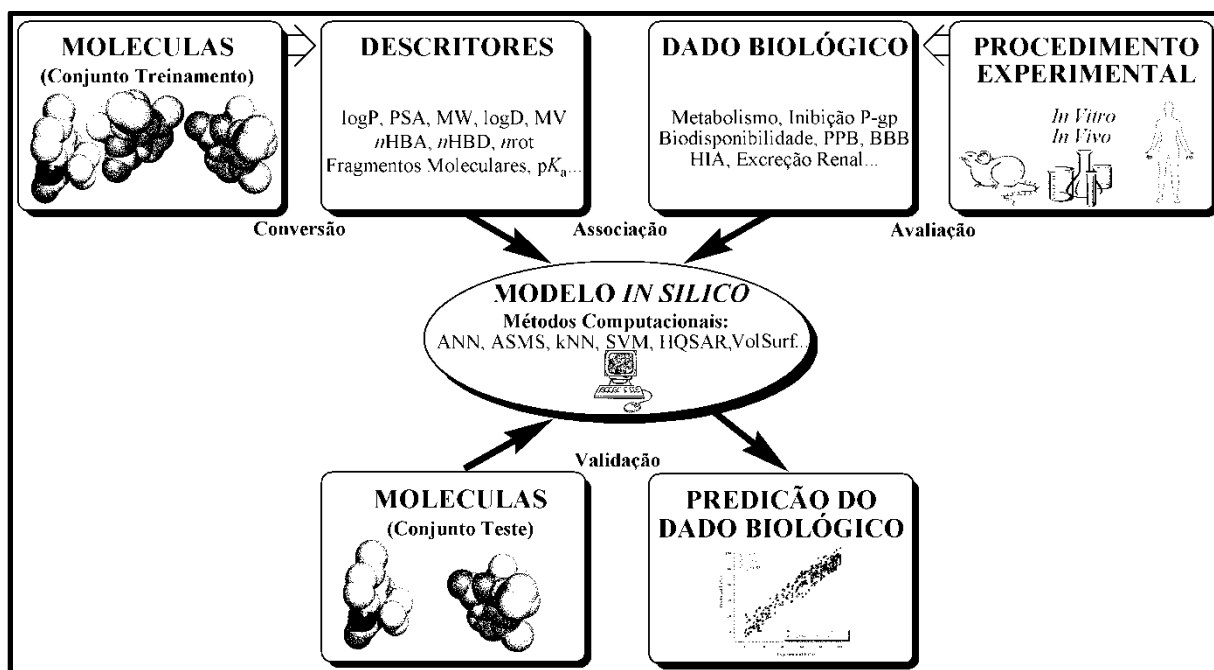 MOLECULAS
(Conjunto Treinamento)
DESCRITORES
logP, PSA, MW, logD, MV
nHBA, nHBD, nrot
Fragmentos Moleculares, pKa...
DADO BIOLÓGICO
Metabolismo, Inibição P-gp
Biodisponibilidade, PPB, BBB
HIA, Excreção Renal...
PROCEDIMENTO
EXPERIMENTAL
In Vitro
In Vivo
Conversão
Associação
Avaliação
MODELO IN SILICO
Métodos Computacionais:
ANN, ASMS, kNN, SVM, HQSAR,VolSurf...
Validação
MOLECULAS
(Conjunto Teste)
PREDICÃO DO
DADO BIOLÓGICO